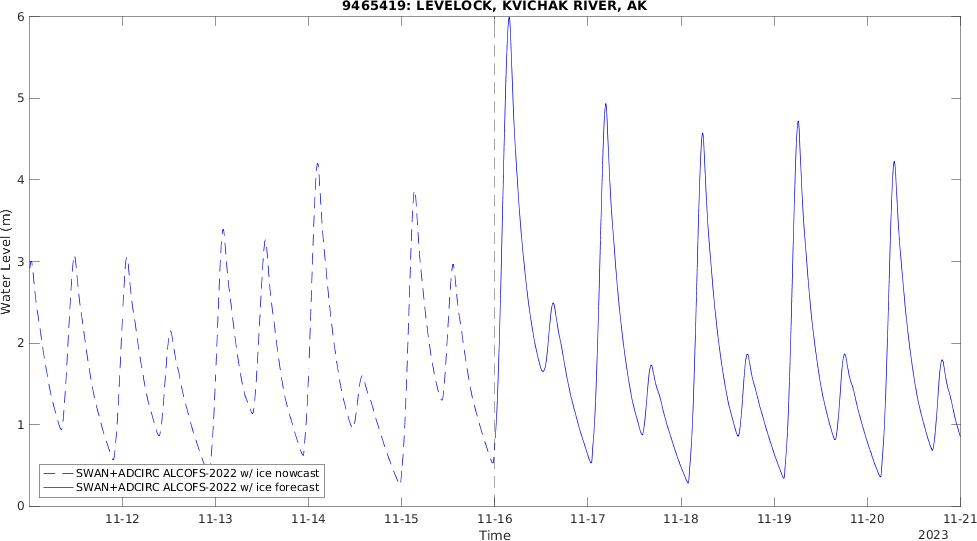 9465419: LEVELOCK, KVICHAK RIVER, AK
6
5
4
3
2
1
0
Water Level (m)
SWAN+ADCIRC ALCOFS-2022 w/ ice nowcast
SWAN+ADCIRC ALCOFS-2022 w/ ice forecast
11-12 11-13 11-14 11-15 11-16 11-17 11-18 11-19 11-20 11-21
Time
2023